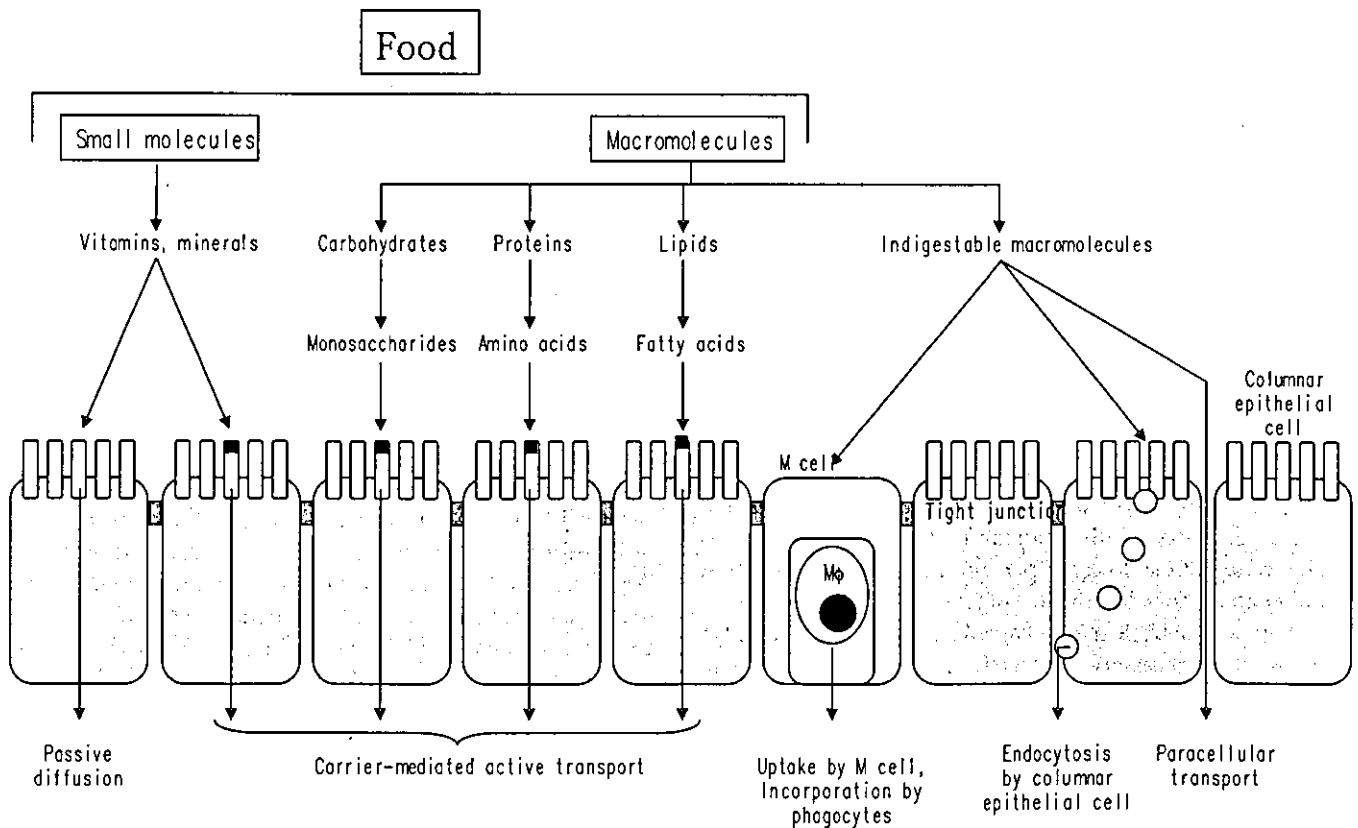 Food
Small molecules
Macromolecules
Vitamins, minerals
Carbohydrates
Proteins
Lipids
Indigestable macromolecules
Monosaccharides
Amino acids
Fatty acids
Columnar
epithelial
cell
M cell
Tight junction
Mφ
Passive
diffusion
Carrier-mediated active transport
Uptake by M cell,
Incorporation by
phagocytes
Endocytosis
by columnar
epithelial cell
Paracellular
transport